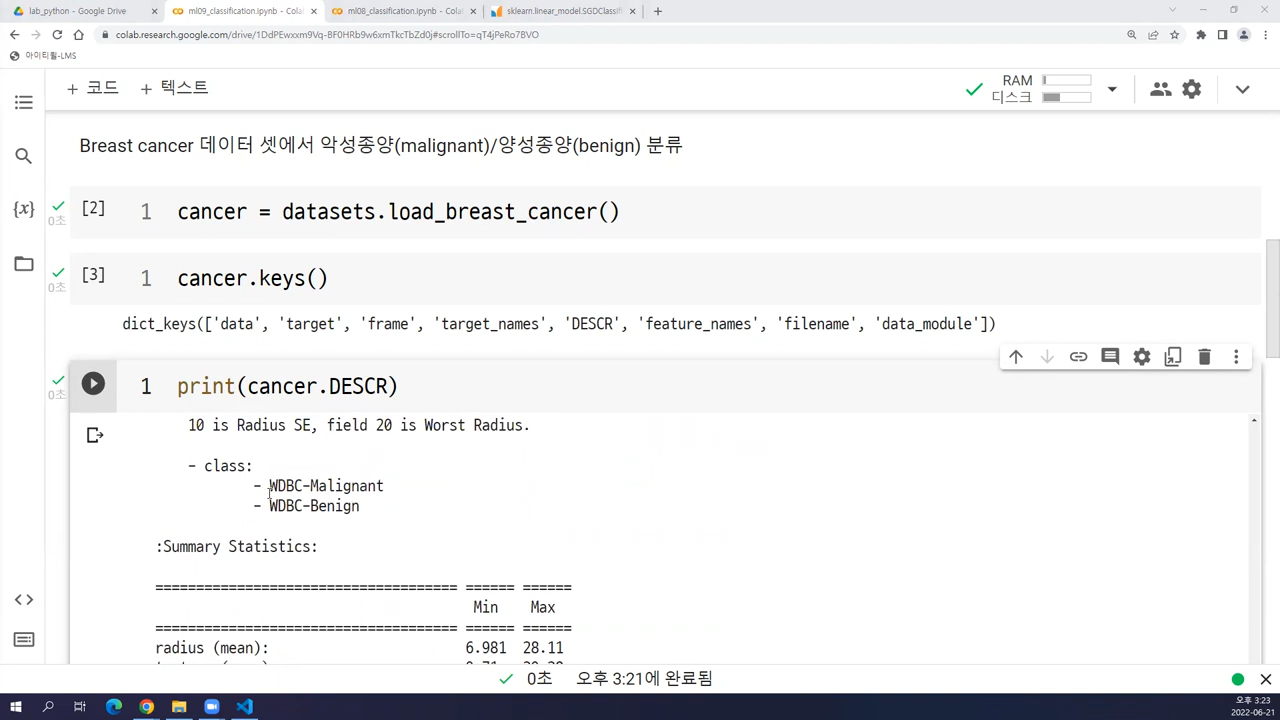 lab_python - Google Drive
ml09_classification.ipynb - Colab
ml08_classification.ipynb - Colab
sklearn.linear_model.SGDClassifi
colab.research.google.com/drive/1DdPEwxxm9Vq-BF0HRb9w6xmTkcTbZd0j#scrollTo=qT4jPeRo7BVO
아이티윌-LMS
+ 코드 + 텍스트
RAM
디스크
Breast cancer 데이터 셋에서 악성종양(malignant)/양성종양(benign) 분류
[2] 1 cancer = datasets.load_breast_cancer()
0초
[3] 1 cancer.keys()
0초
dict_keys(['data', 'target', 'frame', 'target_names', 'DESCR', 'feature_names', 'filename', 'data_module'])
1 print(cancer.DESCR)
0초
10 is Radius SE, field 20 is Worst Radius.
- class:
- WDBC-Malignant
- WDBC-Benign
:Summary Statistics:
===================================== ====== ======
Min Max
===================================== ====== ======
radius (mean): 6.981 28.11
0초 오후 3:21에 완료됨
오후 3:23
2022-06-21